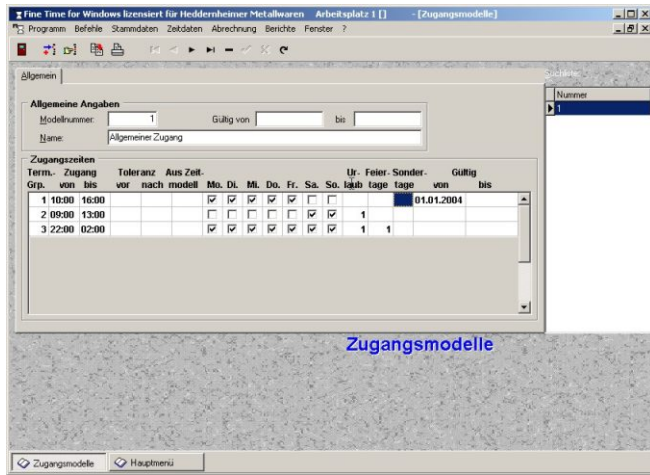 Fine Time for Windows lizensiert für Heddernheimer Metallwaren Arbeitsplatz 1 [] - [Zugangsmodelle]
Programm Befehle Stammdaten Zeitdaten Abrechnung Berichte Fenster ?
Allgemein
Suchliste
Nummer
1
Allgemeine Angaben
Modellnummer: 1 Gültig von bis
Name: Allgemeiner Zugang
Zugangszeiten
Term.- Zugang Toleranz Aus Zeit- Ur- Feier- Sonder- Gültig
Grp. von bis vor nach modell Mo. Di. Mi. Do. Fr. Sa. So. laub tage tage von bis
1 10:00 16:00 01.01.2004
2 09:00 13:00 1
3 22:00 02:00 1 1
Zugangsmodelle
Zugangsmodelle Hauptmenü